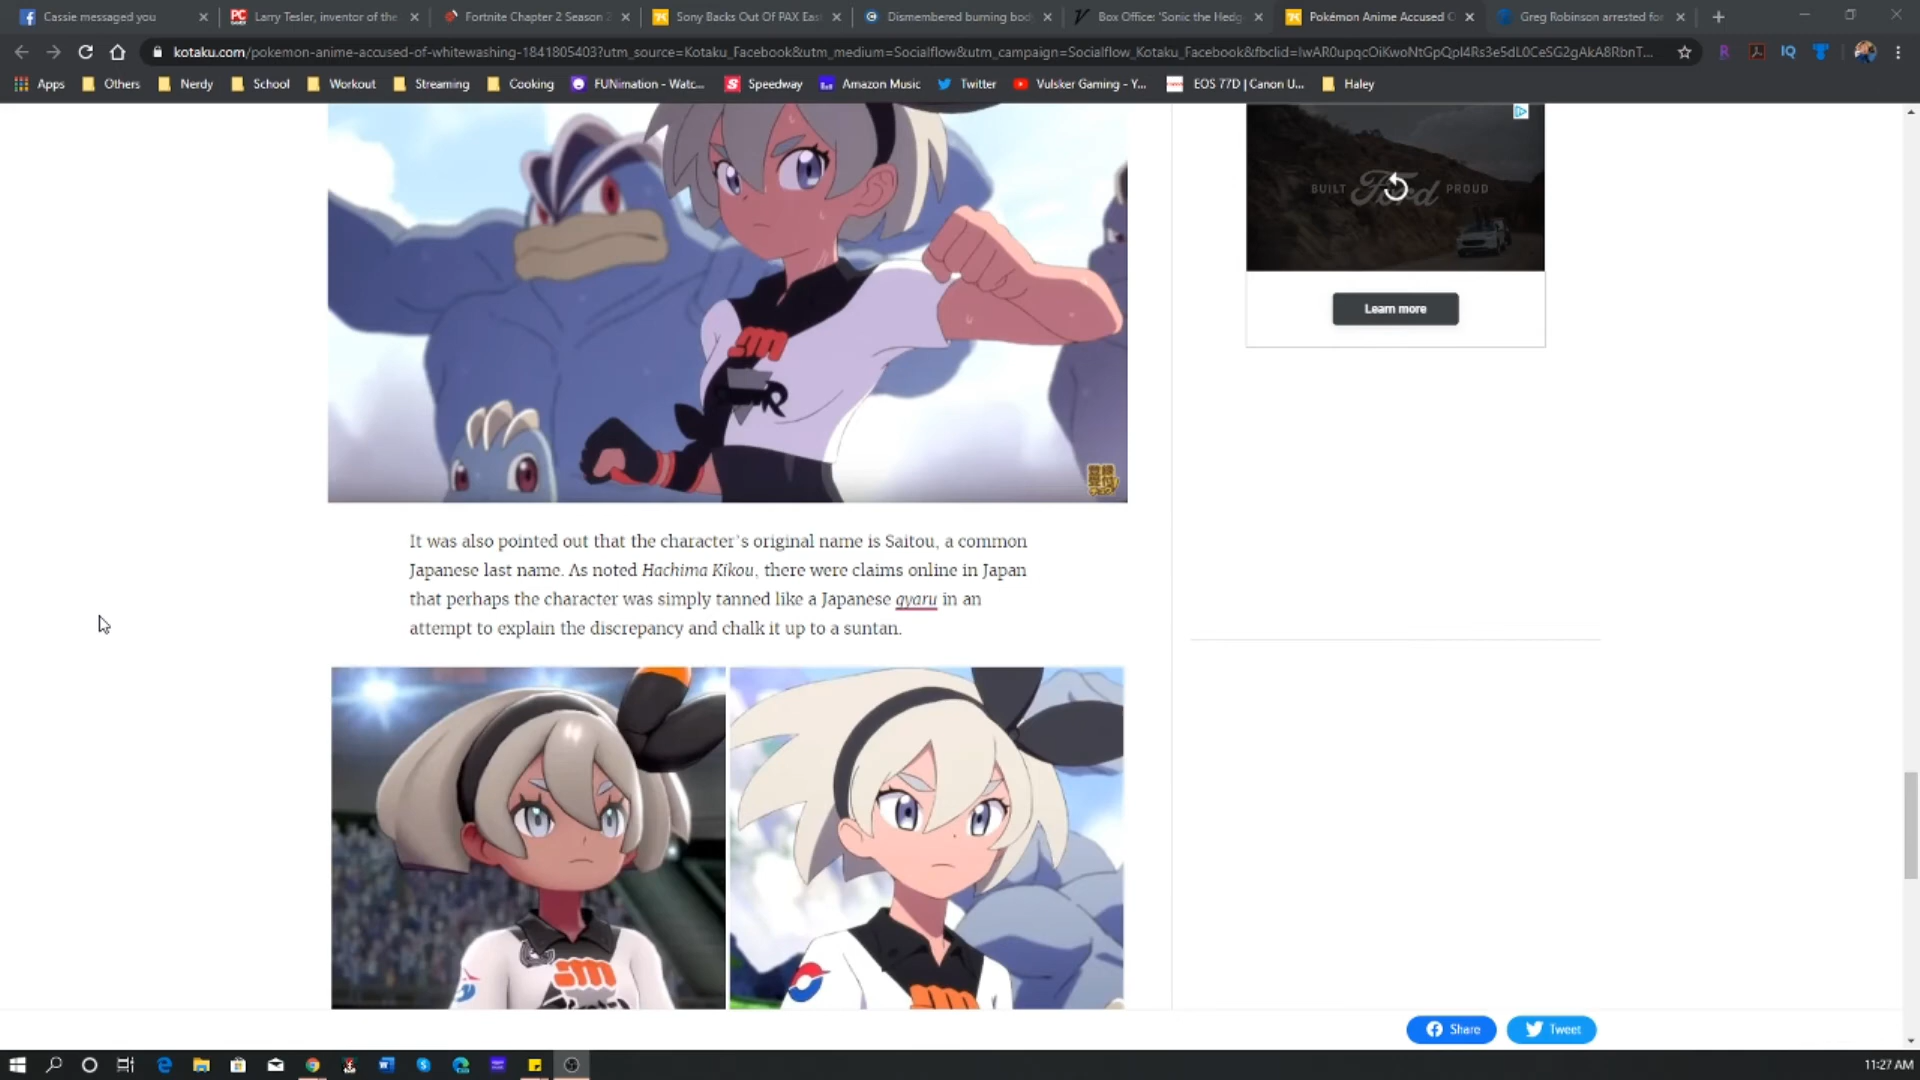 Cassie messaged you
Larry Tesler, inventor of the
Fortnite Chapter 2 Season 2
Sony Backs Out Of PAX Eas
Dismembered burning bod
Box Office: 'Sonic the Hedg
Pokémon Anime Accused O
Greg Robinson arrested for
kotaku.com/pokemon-anime-accused-of-whitewashing-1841805403?utm_source=Kotaku_Facebook&utm_medium=Socialflow&utm_campaign=Socialflow_Kotaku_Facebook&fbclid=
Apps Others Nerdy School Workout Streaming Cooking FUNimation - Watc... Speedway Amazon Music Twitter Vulsker Gaming - Y... EOS 77D | Canon U... Haley
BUILT Ford PROUD
Learn more
It was also pointed out that the character's original name is Saitou, a common
Japanese last name. As noted Hachima Kikou, there were claims online in Japan
that perhaps the character was simply tanned like a Japanese gyaru in an
attempt to explain the discrepancy and chalk it up to a suntan.
Share Tweet
11:27 AM